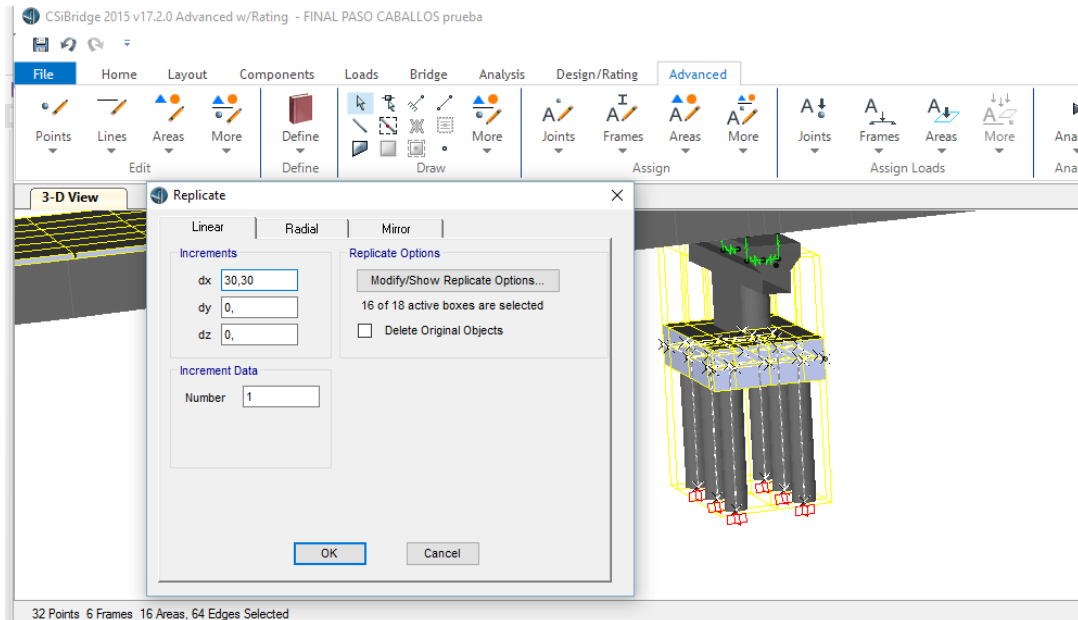 CSiBridge 2015 v17.2.0 Advanced w/Rating - FINAL PASO CABALLOS prueba
File Home Layout Components Loads Bridge Analysis Design/Rating Advanced
Points Lines Areas More Define More Joints Frames Areas More Joints Frames Areas More
Edit Define Draw Assign Assign Loads
3-D View
Replicate
Linear Radial Mirror
Increments Replicate Options
dx 30,30 Modify/Show Replicate Options...
dy 0, 16 of 18 active boxes are selected
dz 0, Delete Original Objects
Increment Data
Number 1
OK Cancel
32 Points 6 Frames 16 Areas, 64 Edges Selected